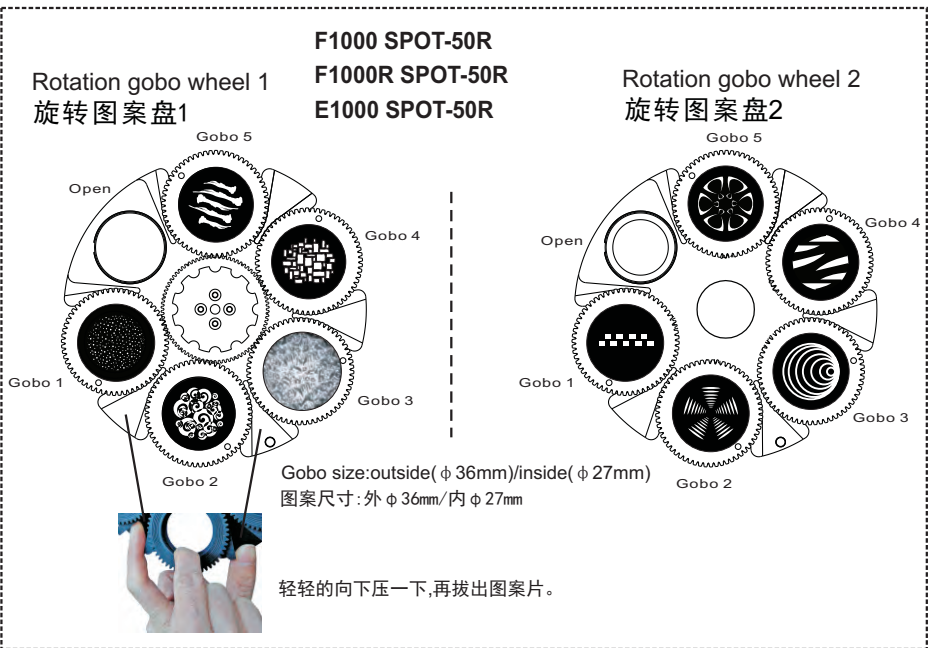 F1000 SPOT-50R
F1000R SPOT-50R
E1000 SPOT-50R
Rotation gobo wheel 1
旋转图案盘1
Gobo 5
Open
Gobo 4
Gobo 1
Gobo 3
Gobo 2
Rotation gobo wheel 2
旋转图案盘2
Gobo 5
Gobo 4
Open
Gobo 1
Gobo 3
Gobo 2
Gobo size:outside(φ36mm)/inside(φ27mm)
图案尺寸:外φ36mm/内φ27mm
轻轻的向下压一下,再拔出图案片。